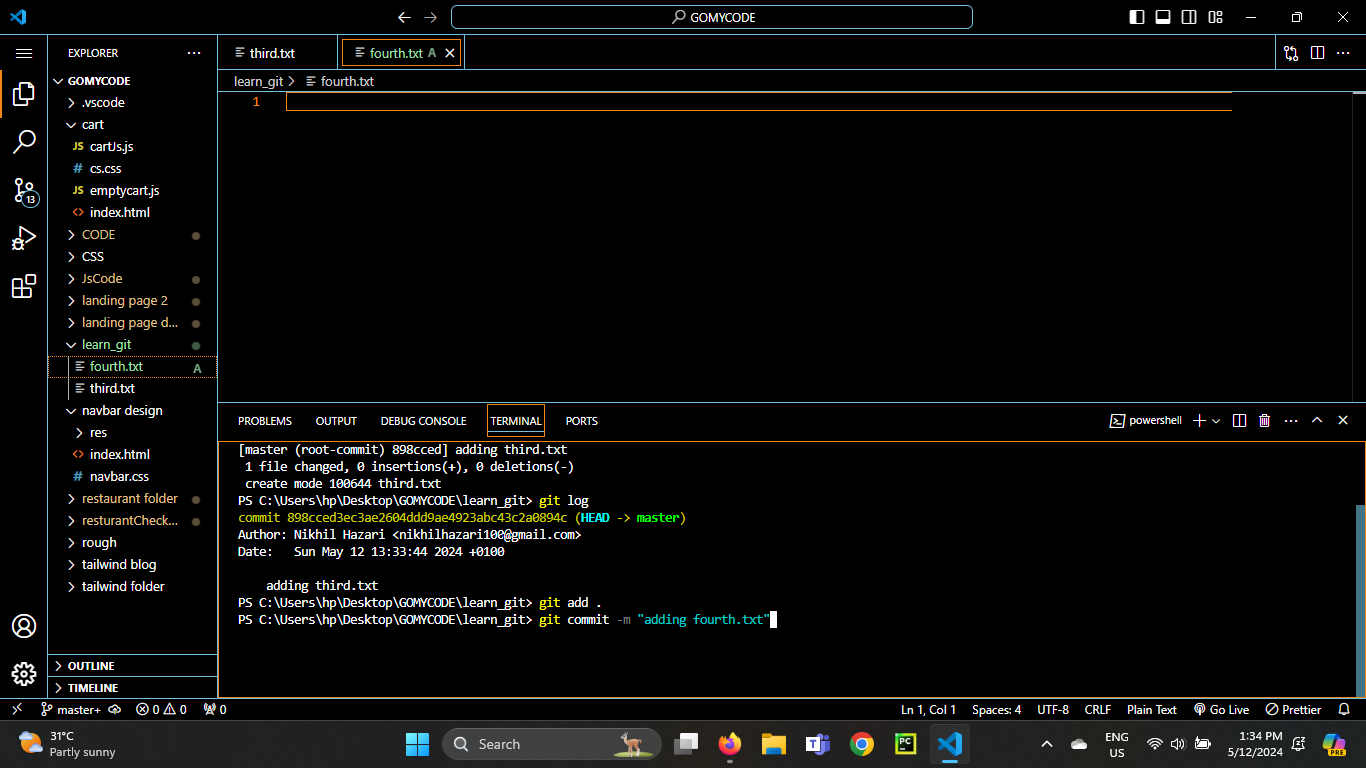 GOMYCODE
EXPLORER
GOMYCODE
.vscode
cart
JS cartJs.js
# cs.css
JS emptycart.js
<> index.html
CODE
CSS
JsCode
landing page 2
landing page d...
learn_git
fourth.txt A
third.txt
navbar design
res
<> index.html
# navbar.css
restaurant folder
resturantCheck...
rough
tailwind blog
tailwind folder
OUTLINE
TIMELINE
13
third.txt
fourth.txt A
learn_git > fourth.txt
1
PROBLEMS OUTPUT DEBUG CONSOLE TERMINAL PORTS
powershell
[master (root-commit) 898cced] adding third.txt
1 file changed, 0 insertions(+), 0 deletions(-)
create mode 100644 third.txt
PS C:\Users\hp\Desktop\GOMYCODE\learn_git> git log
commit 898cced3ec3ae2604ddd9ae4923abc43c2a0894c (HEAD -> master)
Author: Nikhil Hazari <nikhilhazari100@gmail.com>
Date:   Sun May 12 13:33:44 2024 +0100
adding third.txt
PS C:\Users\hp\Desktop\GOMYCODE\learn_git> git add .
PS C:\Users\hp\Desktop\GOMYCODE\learn_git> git commit -m "adding fourth.txt"
master+ 0 0 0
Ln 1, Col 1 Spaces: 4 UTF-8 CRLF Plain Text Go Live Prettier
31°C
Partly sunny
Search
PC
ENG
US
1:34 PM
5/12/2024
PRE